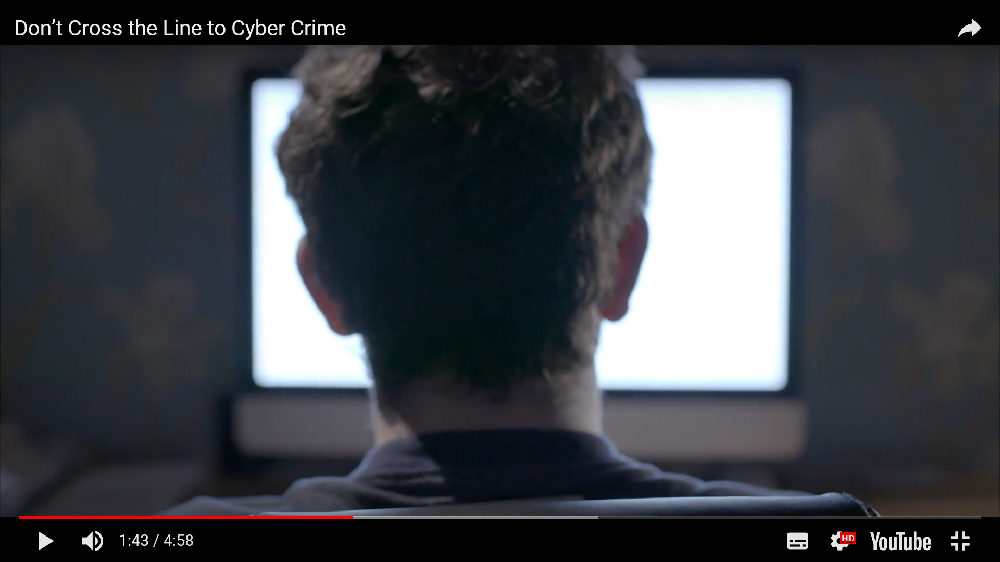 Don’t Cross the Line to Cyber Crime
1:43 / 4:58
HD
YouTube